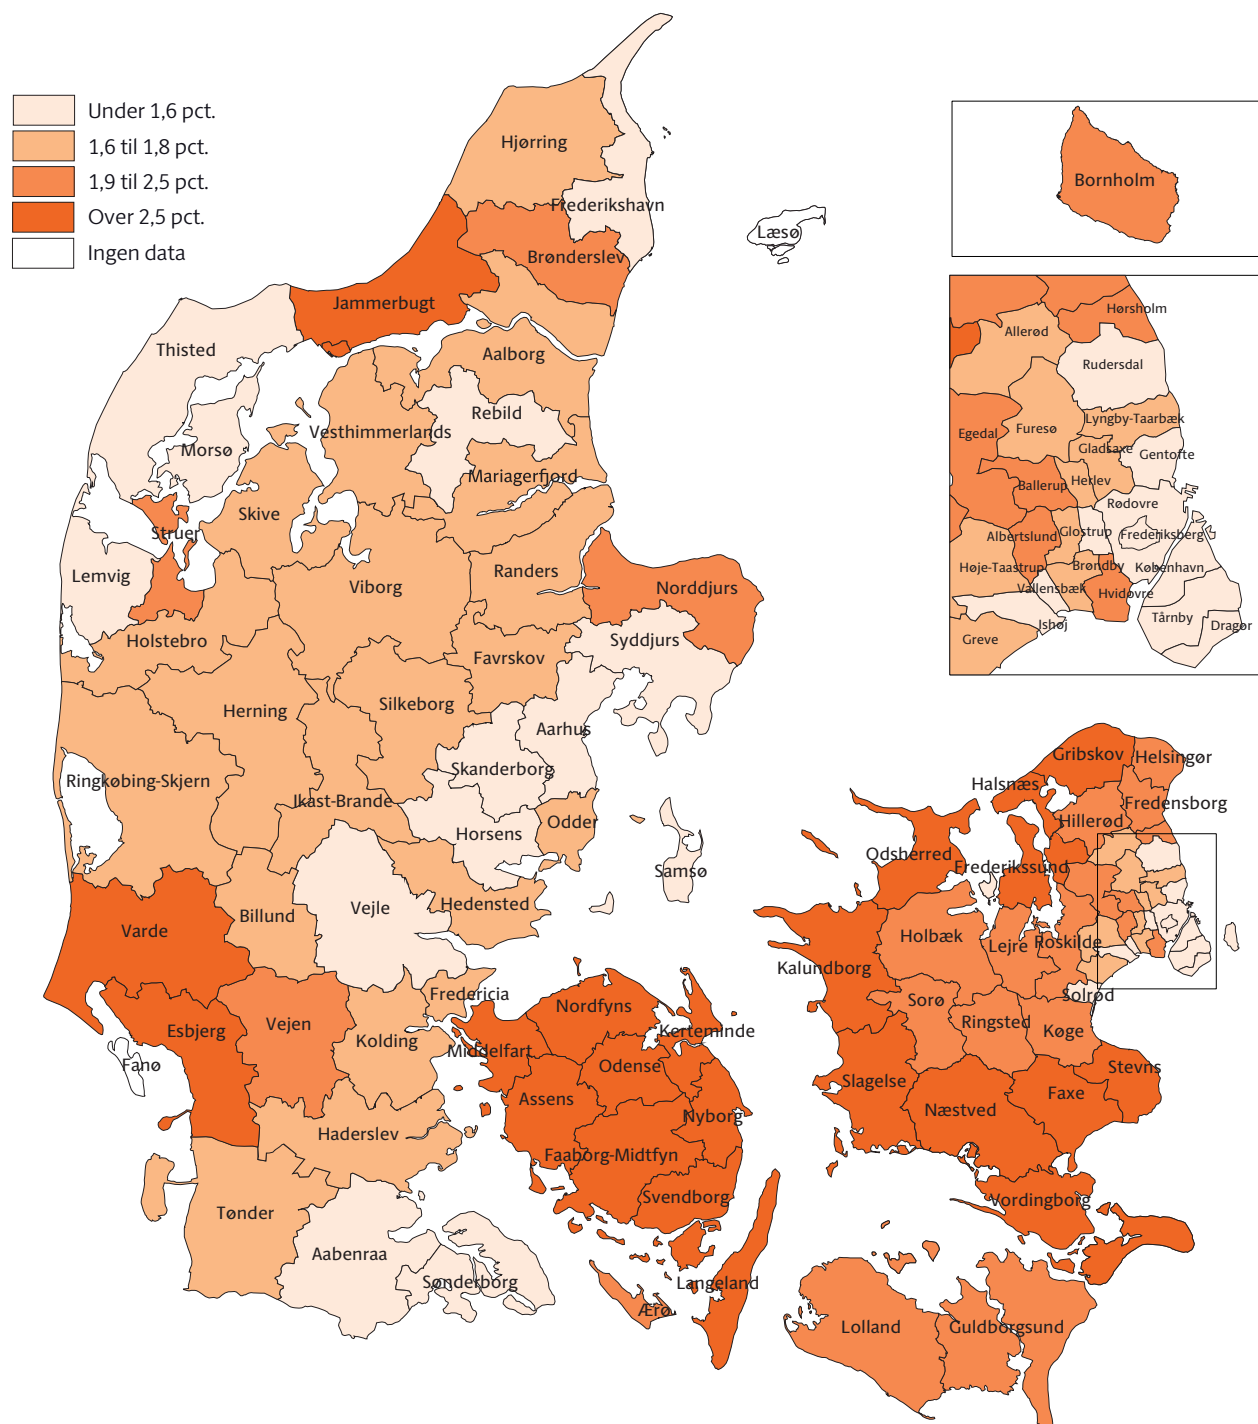 Under 1,6 pct.
1,6 til 1,8 pct.
1,9 til 2,5 pct.
Over 2,5 pct.
Ingen data
Hjørring
Frederikshavn
Læsø
Brønderslev
Jammerbugt
Thisted
Aalborg
Rebild
Vesthimmerlands
Morsø
Mariagerfjord
Skive
Struer
Lemvig
Viborg
Randers
Norddjurs
Holstebro
Syddjurs
Favrskov
Silkeborg
Herning
Aarhus
Skanderborg
Ringkøbing-Skjern
Ikast-Brande
Odder
Horsens
Samsø
Hedensted
Vejle
Billund
Varde
Fredericia
Vejen
Esbjerg
Kolding
Fanø
Haderslev
Tønder
Aabenraa
Sønderborg
Nordfyns
Kerteminde
Middelfart
Odense
Assens
Nyborg
Faaborg-Midtfyn
Svendborg
Langeland
Ærø
Bornholm
Hørsholm
Allerød
Rudersdal
Lyngby-Taarbæk
Furesø
Egedal
Gladsaxe
Gentofte
Herlev
Ballerup
Rødovre
Glostrup
Frederiksberg
Albertslund
Høje-Taastrup
Brøndby
København
Vallensbæk
Hvidovre
Tårnby
Dragør
Ishøj
Greve
Gribskov
Helsingør
Halsnæs
Fredensborg
Hillerød
Odsherred
Frederikssund
Holbæk
Lejre
Roskilde
Kalundborg
Solrød
Sorø
Ringsted
Køge
Stevns
Slagelse
Næstved
Faxe
Vordingborg
Lolland
Guldborgsund